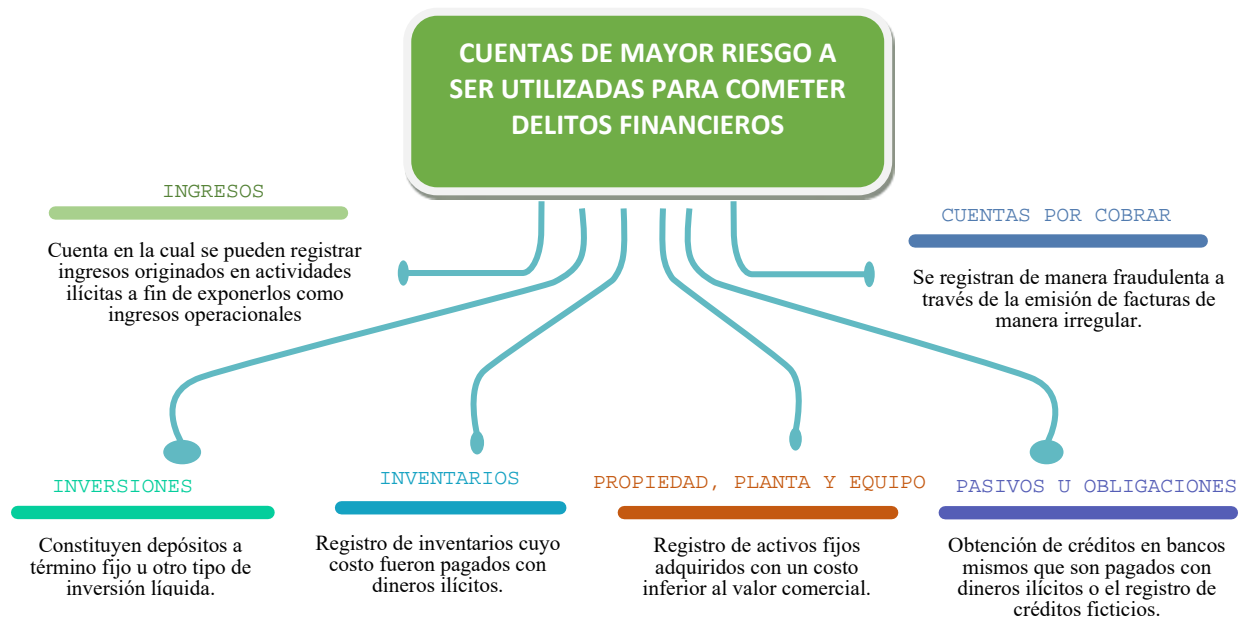 CUENTAS DE MAYOR RIESGO A
SER UTILIZADAS PARA COMETER
DELITOS FINANCIEROS
INGRESOS
Cuenta en la cual se pueden registrar
ingresos originados en actividades
ilícitas a fin de exponerlos como
ingresos operacionales
CUENTAS POR COBRAR
Se registran de manera fraudulenta a
través de la emisión de facturas de
manera irregular.
INVERSIONES
Constituyen depósitos a
término fijo u otro tipo de
inversión líquida.
INVENTARIOS
Registro de inventarios cuyo
costo fueron pagados con
dineros ilícitos.
PROPIEDAD, PLANTA Y EQUIPO
Registro de activos fijos
adquiridos con un costo
inferior al valor comercial.
PASIVOS U OBLIGACIONES
Obtención de créditos en bancos
mismos que son pagados con
dineros ilícitos o el registro de
créditos ficticios.